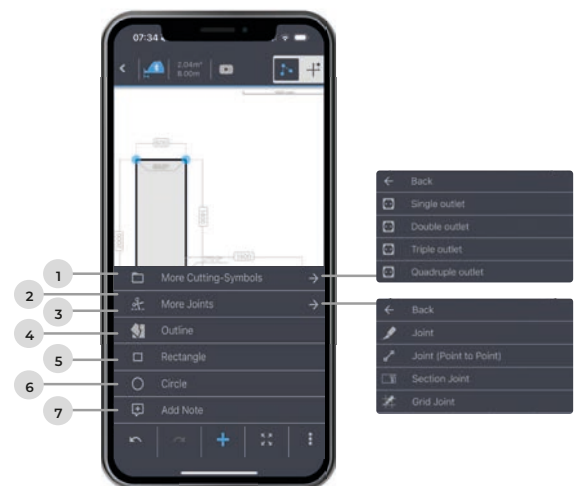 07:34
2.04m²
6.00m
1
More Cutting-Symbols
2
3
More Joints
4
Outline
5
Rectangle
6
Circle
7
Add Note
Back
Single outlet
Double outlet
Triple outlet
Quadruple outlet
Back
Joint
Joint (Point to Point)
Section Joint
Grid Joint